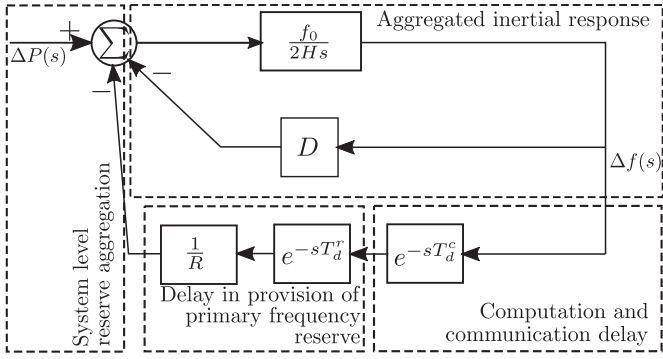 Aggregated inertial response
+
ΔP(s)
Σ
f₀
2Hs
−
D
−
Δf(s)
System level
reserve aggregation
1
R
e^{-sT_d^r}
e^{-sT_d^c}
Delay in provision of
primary frequency
reserve
Computation and
communication delay